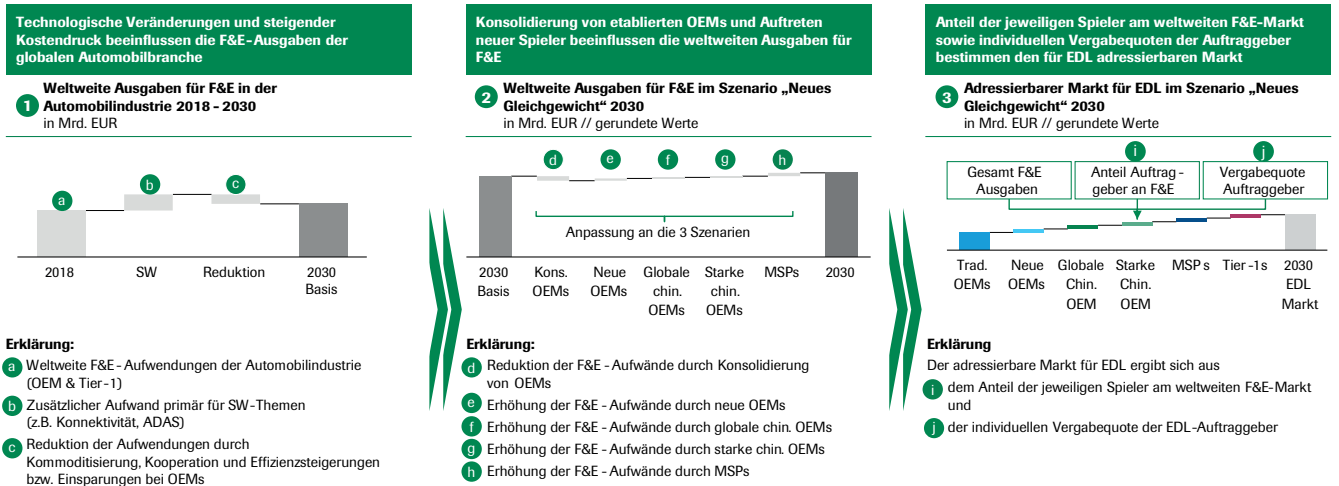 Technologische Veränderungen und steigender
Kostendruck beeinflussen die F&E-Ausgaben der
globalen Automobilbranche
1
Weltweite Ausgaben für F&E in der
Automobilindustrie 2018 - 2030
in Mrd. EUR
a
b
c
2018
SW
Reduktion
2030
Basis
Erklärung:
a Weltweite F&E-Aufwendungen der Automobilindustrie
(OEM & Tier-1)
b Zusätzlicher Aufwand primär für SW-Themen
(z.B. Konnektivität, ADAS)
c Reduktion der Aufwendungen durch
Kommoditisierung, Kooperation und Effizienzsteigerungen
bzw. Einsparungen bei OEMs
Konsolidierung von etablierten OEMs und Auftreten
neuer Spieler beeinflussen die weltweiten Ausgaben für
F&E
2
Weltweite Ausgaben für F&E im Szenario „Neues
Gleichgewicht“ 2030
in Mrd. EUR // gerundete Werte
d
e
f
g
h
Anpassung an die 3 Szenarien
2030
Basis
Kons.
OEMs
Neue
OEMs
Globale
chin.
OEMs
Starke
chin.
OEMs
MSPs
2030
Erklärung:
d Reduktion der F&E - Aufwände durch Konsolidierung
von OEMs
e Erhöhung der F&E - Aufwände durch neue OEMs
f Erhöhung der F&E - Aufwände durch globale chin. OEMs
g Erhöhung der F&E - Aufwände durch starke chin. OEMs
h Erhöhung der F&E - Aufwände durch MSPs
Anteil der jeweiligen Spieler am weltweiten F&E-Markt
sowie individuellen Vergabequoten der Auftraggeber
bestimmen den für EDL adressierbaren Markt
3
Adressierbarer Markt für EDL im Szenario „Neues
Gleichgewicht“ 2030
in Mrd. EUR // gerundete Werte
i
j
Gesamt F&E
Ausgaben
Anteil Auftrag-
geber an F&E
Vergabequote
Auftraggeber
Trad.
OEMs
Neue
OEMs
Globale
Chin.
OEM
Starke
Chin.
OEM
MSPs
Tier-1s
2030
EDL
Markt
Erklärung
Der adressierbare Markt für EDL ergibt sich aus
i dem Anteil der jeweiligen Spieler am weltweiten F&E-Markt
und
j der individuellen Vergabequote der EDL-Auftraggeber